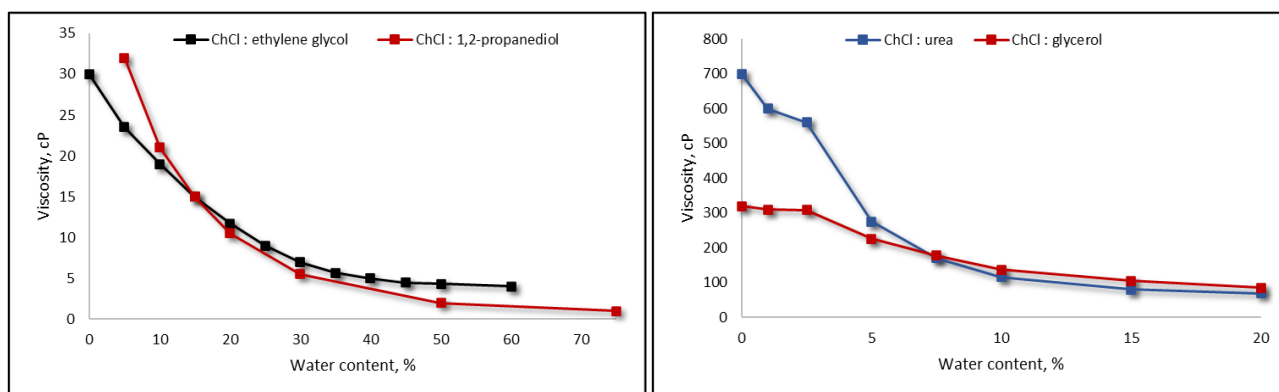 ChCl : ethylene glycol
ChCl : 1,2-propanediol
Viscosity, cP
35
30
25
20
15
10
5
0
0 10 20 30 40 50 60 70
Water content, %
ChCl : urea
ChCl : glycerol
Viscosity, cP
800
700
600
500
400
300
200
100
0
0 5 10 15 20
Water content, %